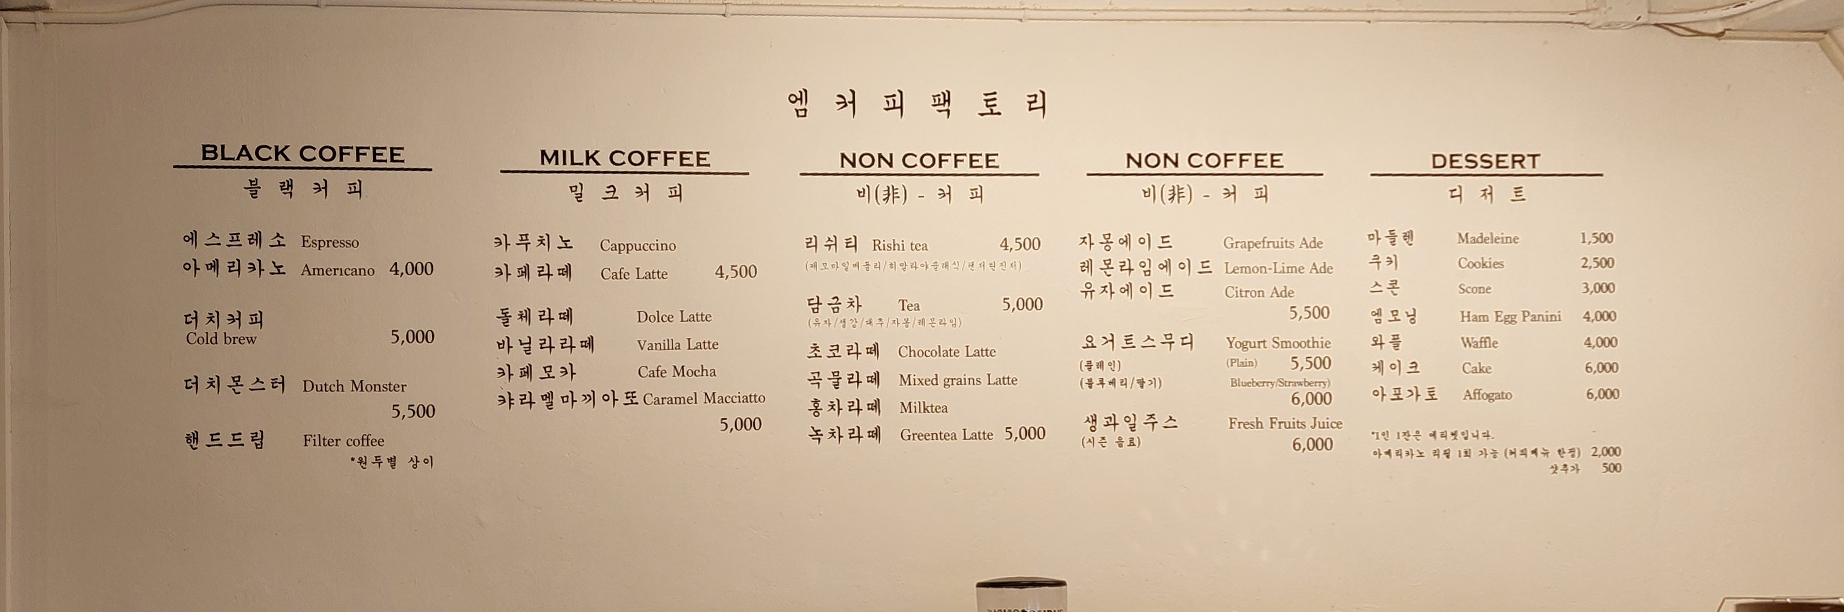 엠커피팩토리
BLACK COFFEE
블랙커피
에스프레소 Espresso
아메리카노 Americano 4,000
더치커피
Cold brew 5,000
더치몬스터 Dutch Monster
5,500
핸드드립 Filter coffee
*원두별 상이
MILK COFFEE
밀크커피
카푸치노 Cappuccino
카페라떼 Cafe Latte 4,500
돌체라떼 Dolce Latte
바닐라라떼 Vanilla Latte
카페모카 Cafe Mocha
캬라멜마끼아또 Caramel Macciatto
5,000
NON COFFEE
비(非) - 커피
리쉬티 Rishi tea 4,500
담금차 Tea 5,000
(유자/생강/대추/자몽/레몬라임)
초코라떼 Chocolate Latte
곡물라떼 Mixed grains Latte
홍차라떼 Milktea
녹차라떼 Greentea Latte 5,000
NON COFFEE
비(非) - 커피
자몽에이드 Grapefruits Ade
레몬라임에이드 Lemon-Lime Ade
유자에이드 Citron Ade
5,500
요거트스무디 Yogurt Smoothie
(플레인) (Plain) 5,500
(블루베리/딸기) Blueberry/Strawberry)
6,000
생과일주스 Fresh Fruits Juice
(시즌 음료) 6,000
DESSERT
디저트
마들렌 Madeleine 1,500
쿠키 Cookies 2,500
스콘 Scone 3,000
엠모닝 Ham Egg Panini 4,000
와플 Waffle 4,000
케이크 Cake 6,000
아포가토 Affogato 6,000
*1인 1잔은 에티켓입니다.
아메리카노 리필 1회 가능 (커피메뉴 한정) 2,000
샷추가 500